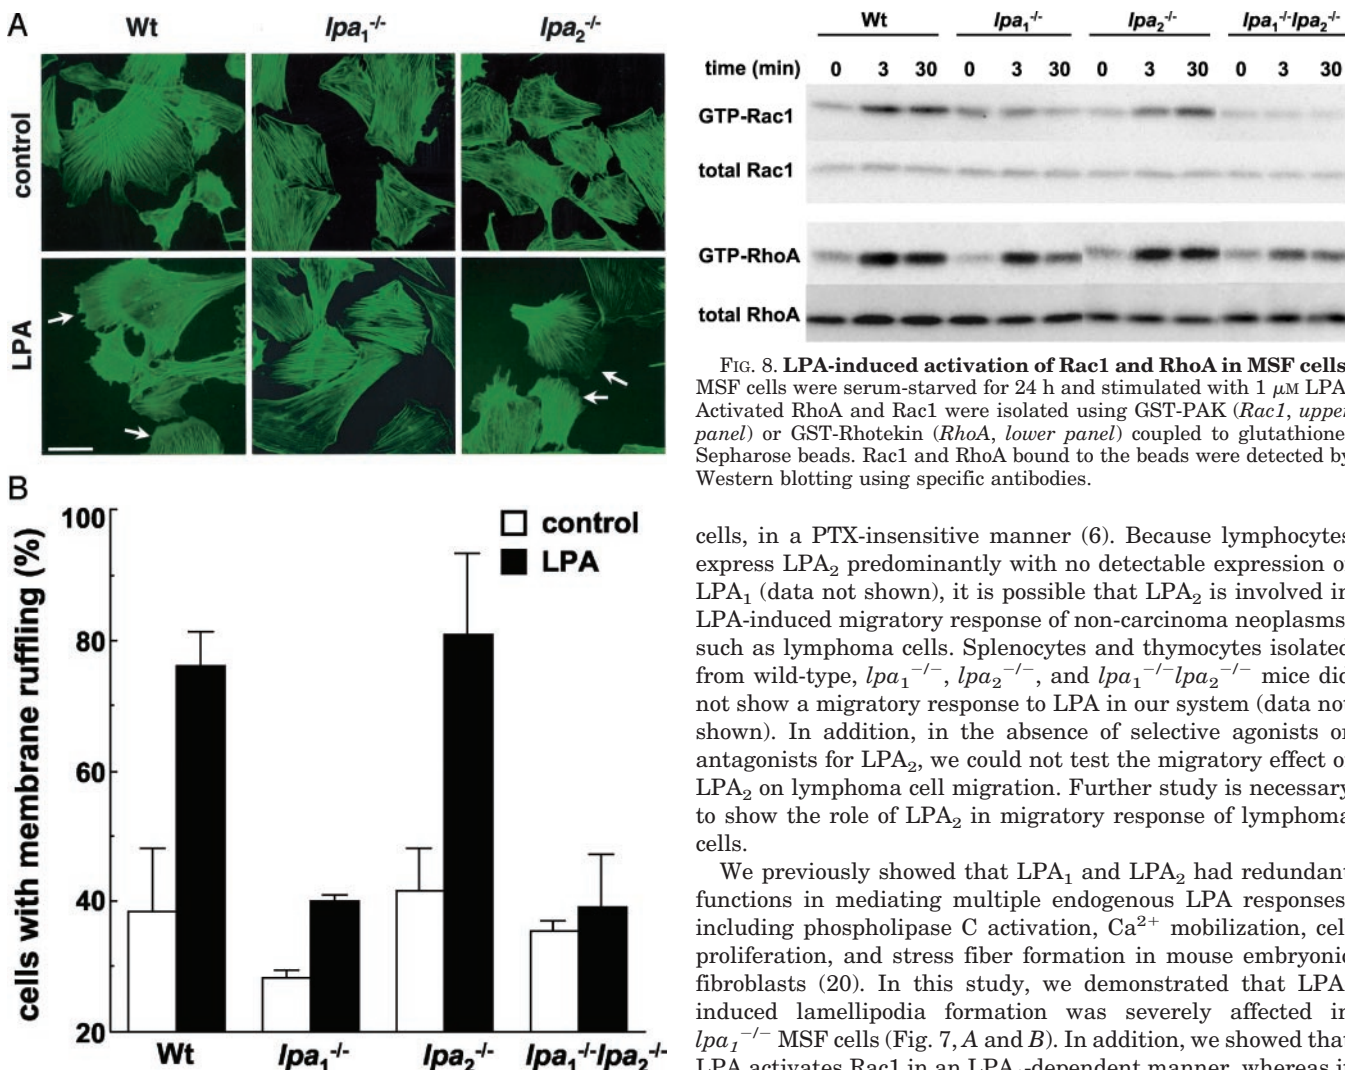 A
Wt lpa₁⁻/⁻ lpa₂⁻/⁻
control
LPA
B
cells with membrane ruffling (%)
100
80
60
40
20
control
LPA
Wt lpa₁⁻/⁻ lpa₂⁻/⁻ lpa₁⁻/⁻lpa₂⁻/⁻
Wt lpa₁⁻/⁻ lpa₂⁻/⁻ lpa₁⁻/⁻lpa₂⁻/⁻
time (min) 0 3 30 0 3 30 0 3 30 0 3 30
GTP-Rac1
total Rac1
GTP-RhoA
total RhoA
FIG. 8. LPA-induced activation of Rac1 and RhoA in MSF cells
MSF cells were serum-starved for 24 h and stimulated with 1 μM LPA
Activated RhoA and Rac1 were isolated using GST-PAK (Rac1, upper
panel) or GST-Rhotekin (RhoA, lower panel) coupled to glutathione
Sepharose beads. Rac1 and RhoA bound to the beads were detected by
Western blotting using specific antibodies.
cells, in a PTX-insensitive manner (6). Because lymphocytes
express LPA₂ predominantly with no detectable expression of
LPA₁ (data not shown), it is possible that LPA₂ is involved in
LPA-induced migratory response of non-carcinoma neoplasms
such as lymphoma cells. Splenocytes and thymocytes isolated
from wild-type, lpa₁⁻/⁻, lpa₂⁻/⁻, and lpa₁⁻/⁻lpa₂⁻/⁻ mice did
not show a migratory response to LPA in our system (data not
shown). In addition, in the absence of selective agonists or
antagonists for LPA₂, we could not test the migratory effect of
LPA₂ on lymphoma cell migration. Further study is necessary
to show the role of LPA₂ in migratory response of lymphoma
cells.
We previously showed that LPA₁ and LPA₂ had redundant
functions in mediating multiple endogenous LPA responses
including phospholipase C activation, Ca²⁺ mobilization, cell
proliferation, and stress fiber formation in mouse embryonic
fibroblasts (20). In this study, we demonstrated that LPA
induced lamellipodia formation was severely affected in
lpa₁⁻/⁻ MSF cells (Fig. 7, A and B). In addition, we showed that
LPA activates Rac1 in an LPA₁-dependent manner, whereas